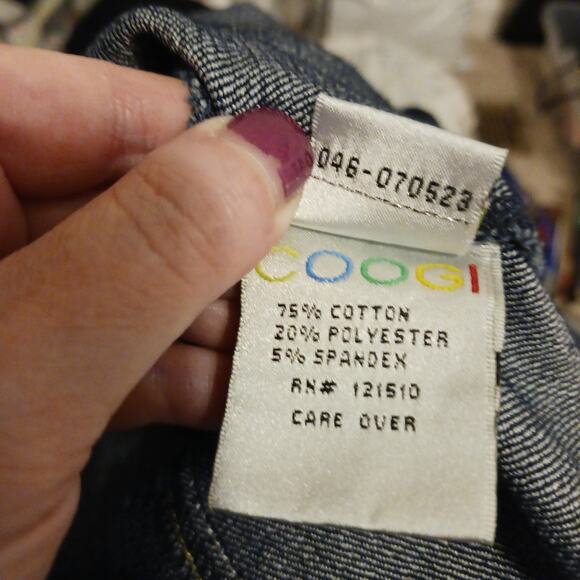 046-070523
COOGI
75% COTTON
20% POLYESTER
5% SPANDEX
RN# 121510
CARE OVER